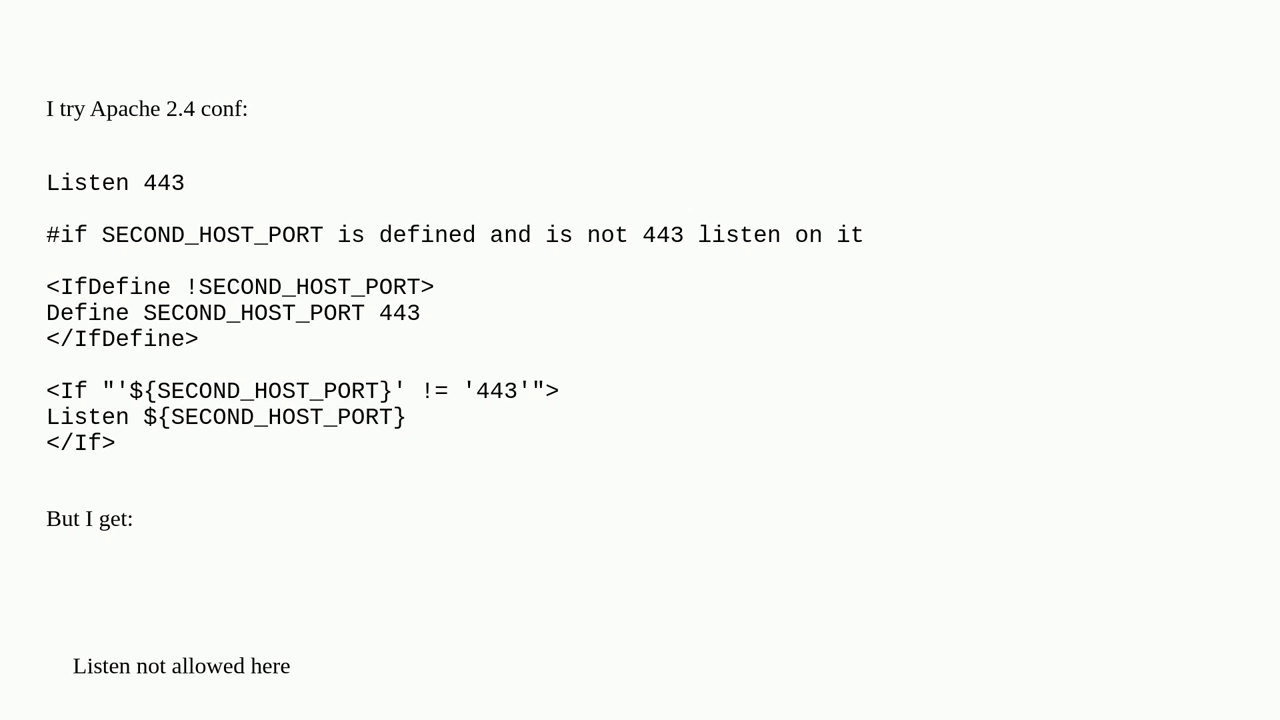 I try Apache 2.4 conf:
Listen 443
#if SECOND_HOST_PORT is defined and is not 443 listen on it
<IfDefine !SECOND_HOST_PORT>
Define SECOND_HOST_PORT 443
</IfDefine>
<If "'${SECOND_HOST_PORT}' != '443'">
Listen ${SECOND_HOST_PORT}
</If>
But I get:
Listen not allowed here